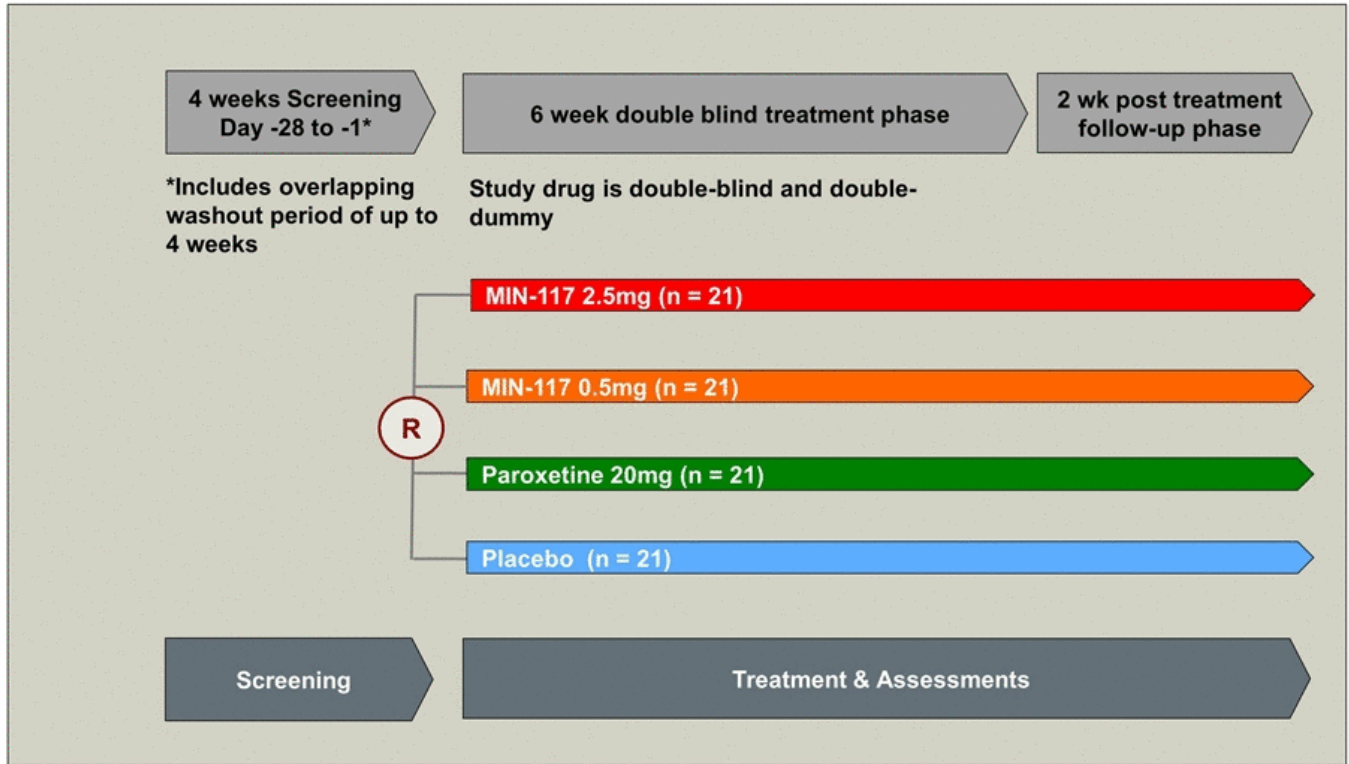 4 weeks Screening
Day -28 to -1*
6 week double blind treatment phase
2 wk post treatment
follow-up phase
*Includes overlapping
washout period of up to
4 weeks
Study drug is double-blind and double-
dummy
MIN-117 2.5mg (n = 21)
MIN-117 0.5mg (n = 21)
R
Paroxetine 20mg (n = 21)
Placebo (n = 21)
Screening
Treatment & Assessments